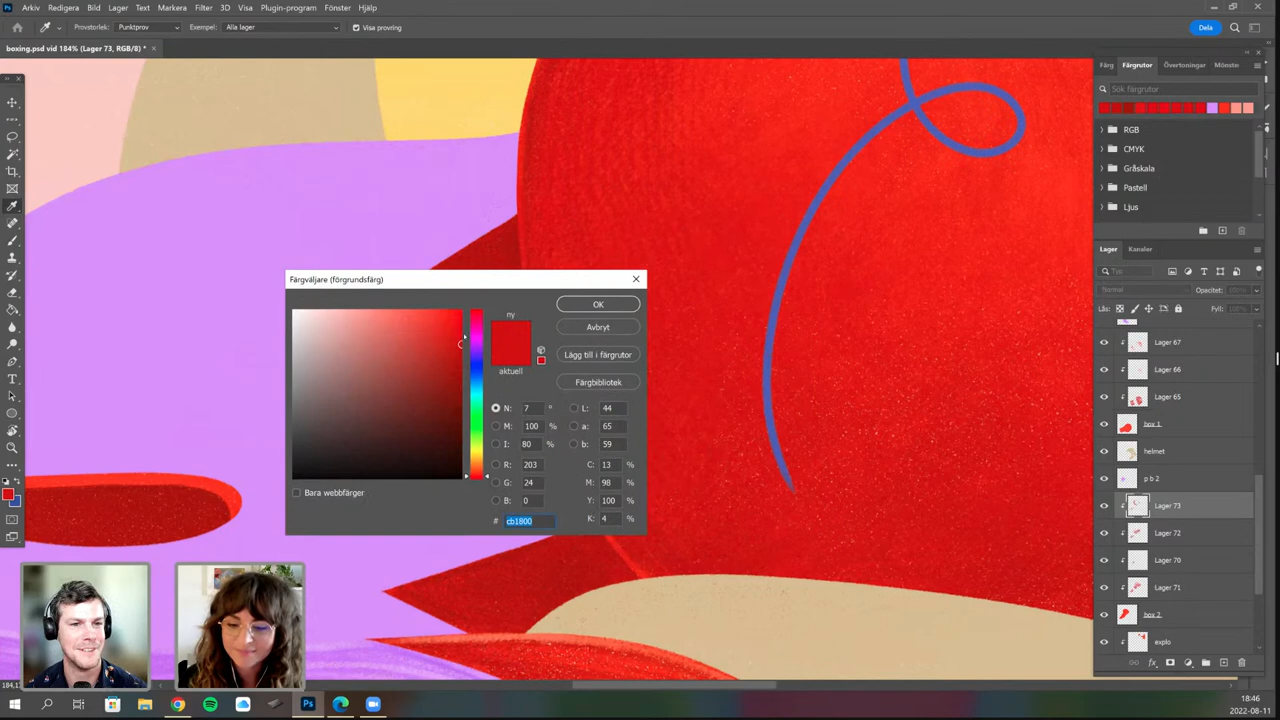 Arkiv Redigera Bild Lager Text Markera Filter 3D Visa Plugin-program Fönster Hjälp
Provstorlek: Punktprov Exempel: Alla lager Visa provring Dela
boxing.psd vid 184% (Lager 73, RGB/8) *
Färg Färgrutor Övertoningar Mönste
Sök färgrutor
RGB
CMYK
Gråskala
Pastell
Ljus
Lager Kanaler
Typ
Normal Opacitet: 100%
Lås: Fyll: 100%
Lager 67
Lager 66
Lager 65
box 1
helmet
p b 2
Lager 73
Lager 72
Lager 70
Lager 71
box 2
explo
Färgväljare (förgrundsfärg)
ny
aktuell
OK
Avbryt
Lägg till i färgrutor
Färgbibliotek
N: 7 ° L: 44
M: 100 % a: 65
I: 80 % b: 59
R: 203 C: 13 %
G: 24 M: 98 %
B: 0 Y: 100 %
# cb1800 K: 4 %
Bara webbfärger
Ps
18:46
2022-08-11